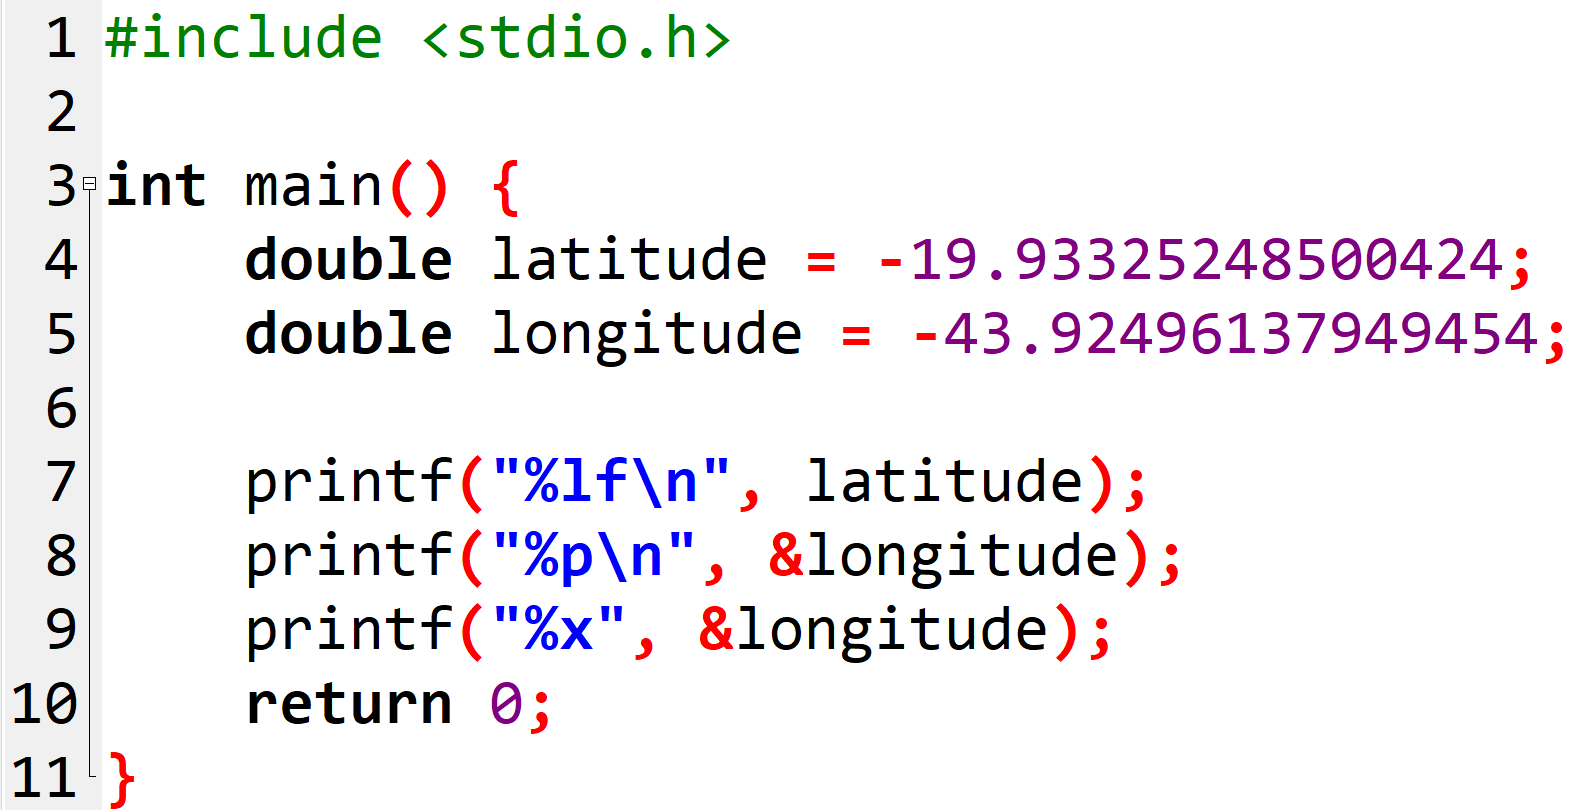 1 #include <stdio.h>
2
3 int main() {
4     double latitude = -19.93325248500424;
5     double longitude = -43.92496137949454;
6
7     printf("%lf\n", latitude);
8     printf("%p\n", &longitude);
9     printf("%x", &longitude);
10     return 0;
11 }